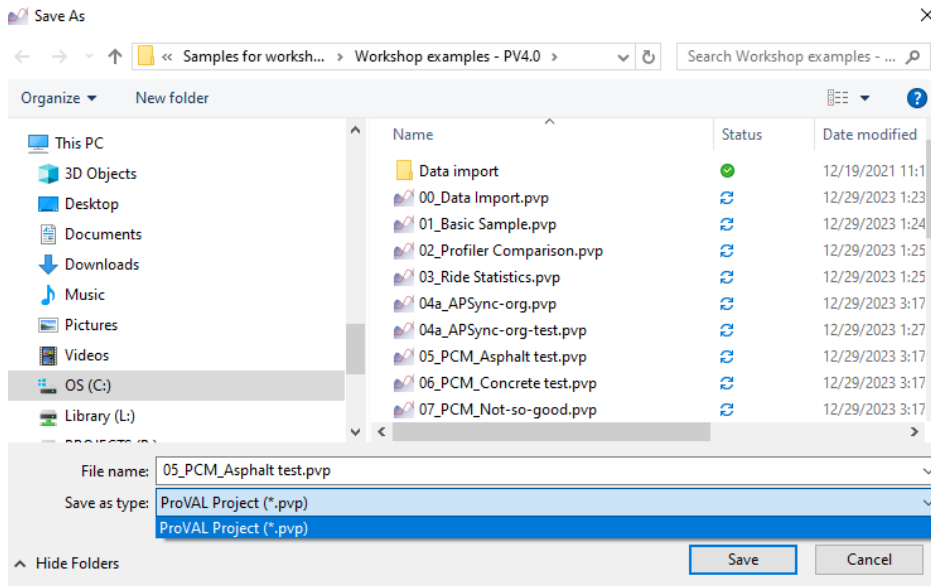 Save As
« Samples for worksh... › Workshop examples - PV4.0 ›
Search Workshop examples - ...
Organize
New folder
?
Name
Status
Date modified
This PC
3D Objects
Desktop
Documents
Downloads
Music
Pictures
Videos
OS (C:)
Library (L:)
Data import 12/19/2021 11:1
00_Data Import.pvp 12/29/2023 1:23
01_Basic Sample.pvp 12/29/2023 1:24
02_Profiler Comparison.pvp 12/29/2023 1:25
03_Ride Statistics.pvp 12/29/2023 1:25
04a_APSync-org.pvp 12/29/2023 3:17
04a_APSync-org-test.pvp 12/29/2023 1:27
05_PCM_Asphalt test.pvp 12/29/2023 3:17
06_PCM_Concrete test.pvp 12/29/2023 3:17
07_PCM_Not-so-good.pvp 12/29/2023 3:17
File name: 05_PCM_Asphalt test.pvp
Save as type: ProVAL Project (*.pvp)
ProVAL Project (*.pvp)
Hide Folders
Save
Cancel